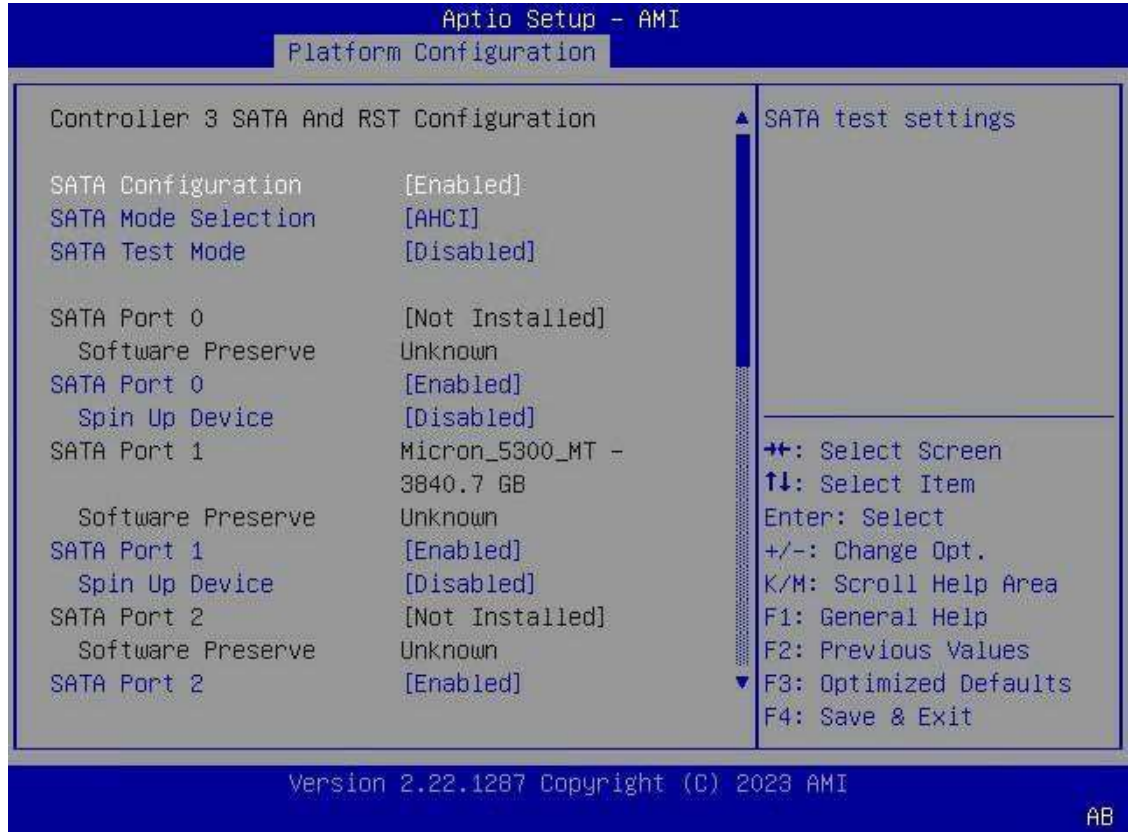 Aptio Setup – AMI
Platform Configuration
Controller 3 SATA And RST Configuration
SATA Configuration [Enabled]
SATA Mode Selection [AHCI]
SATA Test Mode [Disabled]
SATA Port 0 [Not Installed]
Software Preserve Unknown
SATA Port 0 [Enabled]
Spin Up Device [Disabled]
SATA Port 1 Micron_5300_MT –
3840.7 GB
Software Preserve Unknown
SATA Port 1 [Enabled]
Spin Up Device [Disabled]
SATA Port 2 [Not Installed]
Software Preserve Unknown
SATA Port 2 [Enabled]
SATA test settings
→←: Select Screen
↑↓: Select Item
Enter: Select
+/-: Change Opt.
K/M: Scroll Help Area
F1: General Help
F2: Previous Values
F3: Optimized Defaults
F4: Save & Exit
Version 2.22.1287 Copyright (C) 2023 AMI
AB